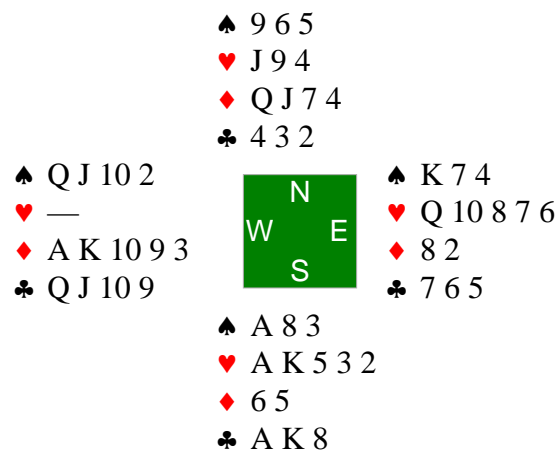 ♠ 9 6 5
♥ J 9 4
♦ Q J 7 4
♣ 4 3 2
♠ Q J 10 2
♥ —
♦ A K 10 9 3
♣ Q J 10 9
N
W E
S
♠ K 7 4
♥ Q 10 8 7 6
♦ 8 2
♣ 7 6 5
♠ A 8 3
♥ A K 5 3 2
♦ 6 5
♣ A K 8